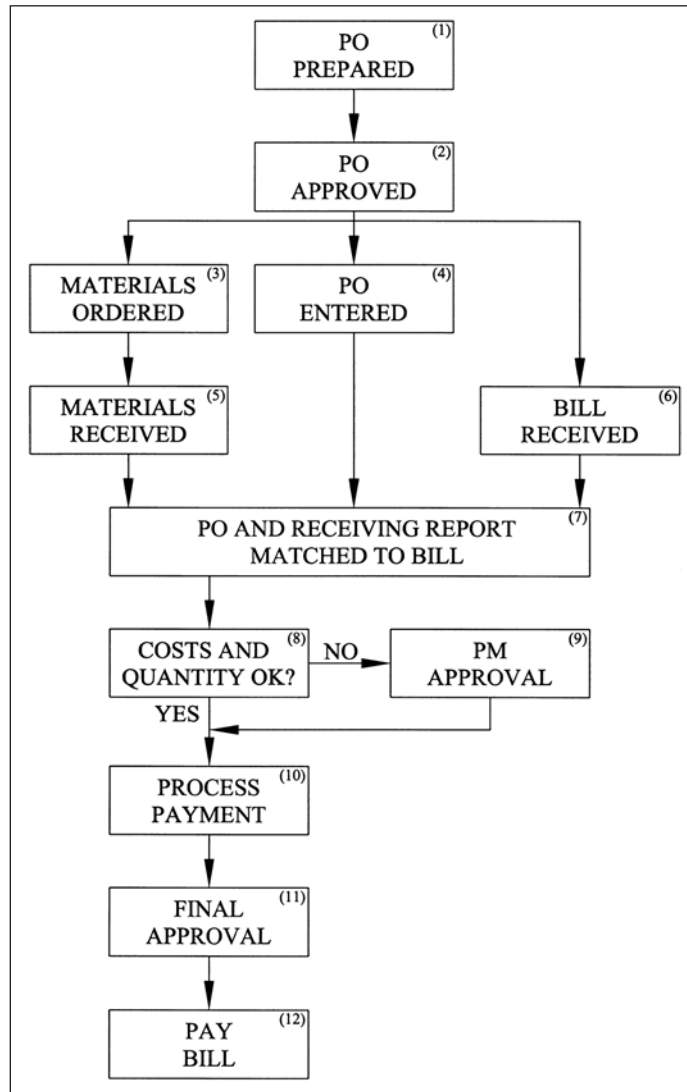 (1)
PO
PREPARED
(2)
PO
APPROVED
(3)
MATERIALS
ORDERED
(4)
PO
ENTERED
(5)
MATERIALS
RECEIVED
(6)
BILL
RECEIVED
(7)
PO AND RECEIVING REPORT
MATCHED TO BILL
(8)
COSTS AND
QUANTITY OK?
NO
(9)
PM
APPROVAL
YES
(10)
PROCESS
PAYMENT
(11)
FINAL
APPROVAL
(12)
PAY
BILL